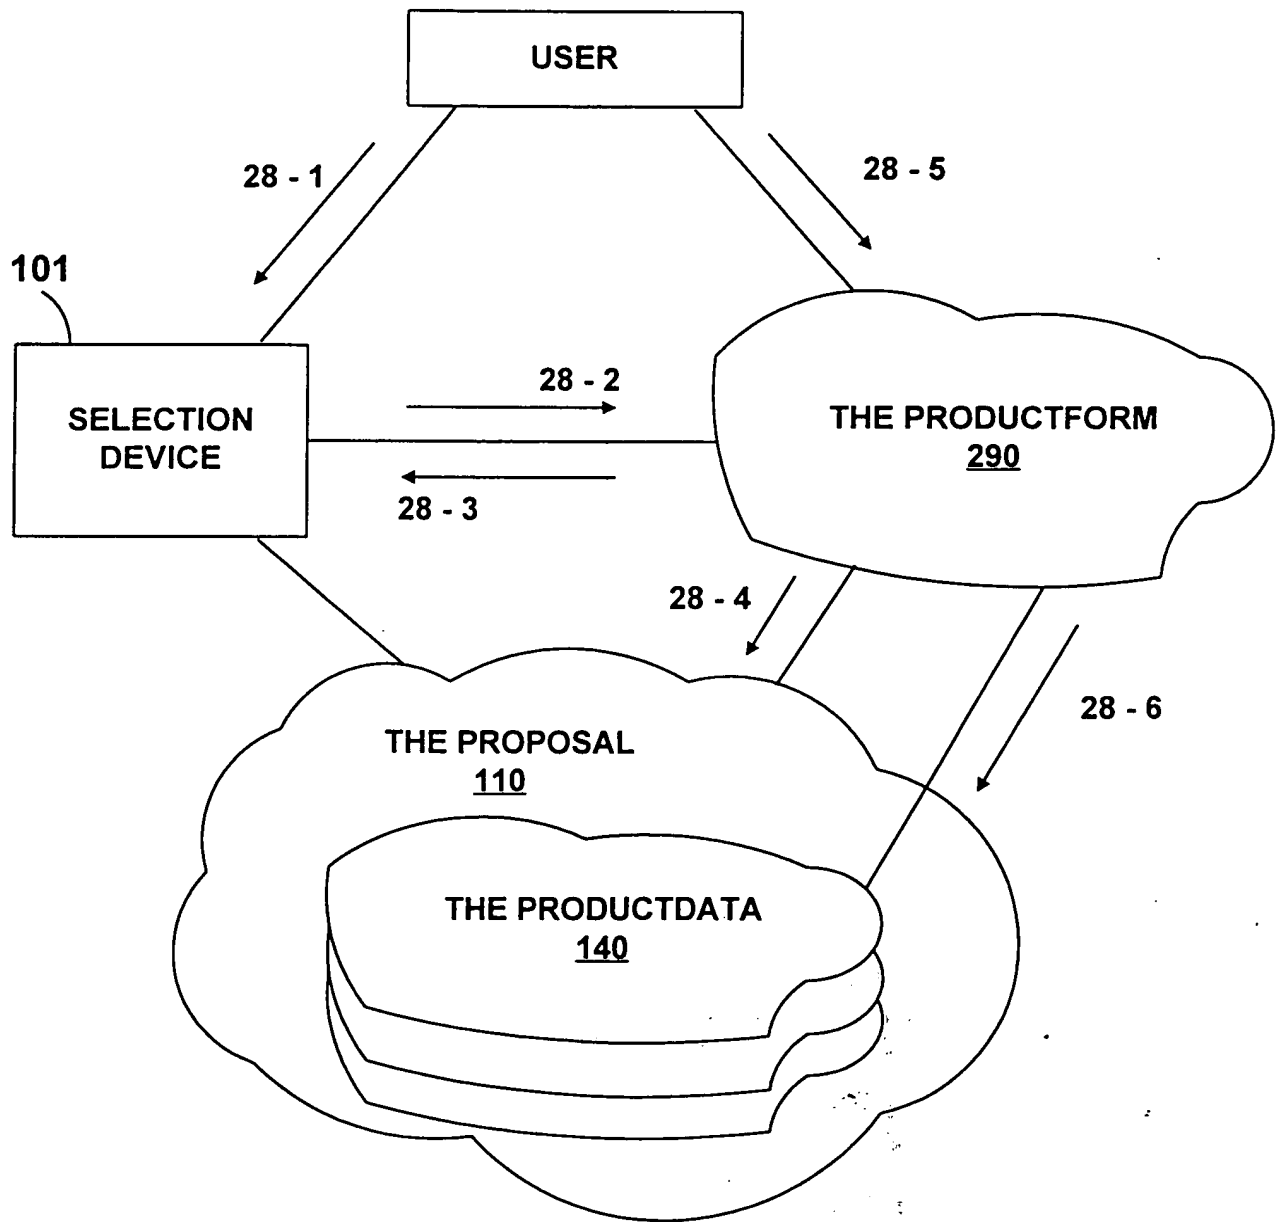 USER
28 - 1
28 - 5
101
28 - 2
SELECTION
DEVICE
THE PRODUCTFORM
290
28 - 3
28 - 4
28 - 6
THE PROPOSAL
110
THE PRODUCTDATA
140